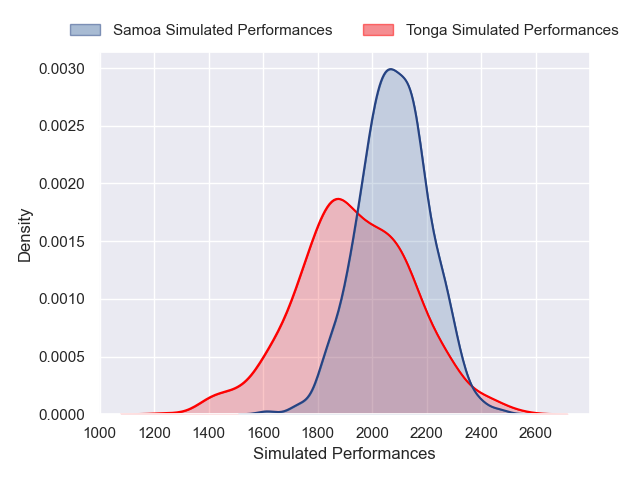 Samoa Simulated Performances Tonga Simulated Performances
0.0030
0.0025
0.0020
0.0015
0.0010
0.0005
0.0000
Density
1000 1200 1400 1600 1800 2000 2200 2400 2600
Simulated Performances